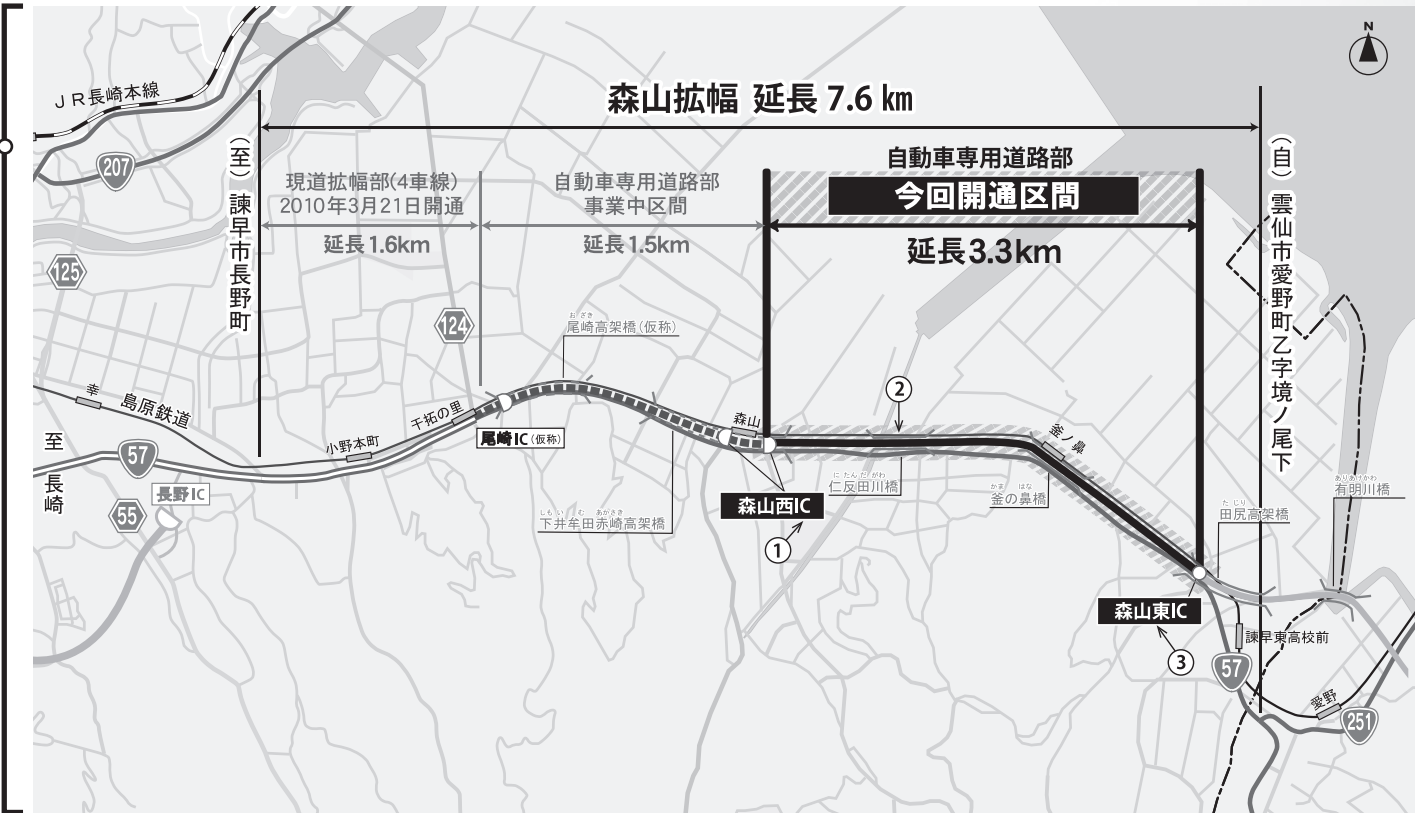 N
JR長崎本線
207
森山拡幅 延長 7.6 km
(至) 諫早市長野町
(自) 雲仙市愛野町乙字境ノ尾下
現道拡幅部(4車線)
2010年3月21日開通
延長1.6km
自動車専用道路部
事業中区間
延長1.5km
自動車専用道路部
今回開通区間
延長3.3km
125
124
おざき
尾崎高架橋(仮称)
幸
島原鉄道
小野本町
干拓の里
尾崎IC(仮称)
森山
②
釜ノ鼻
至 長崎
57
長野IC
55
しもいむたあかさき
下井牟田赤崎高架橋
森山西IC
①
にたんだがわ
仁反田川橋
かまはな
釜の鼻橋
たじり
田尻高架橋
ありあけがわ
有明川橋
森山東IC
③
諫早東高校前
57
愛野
251